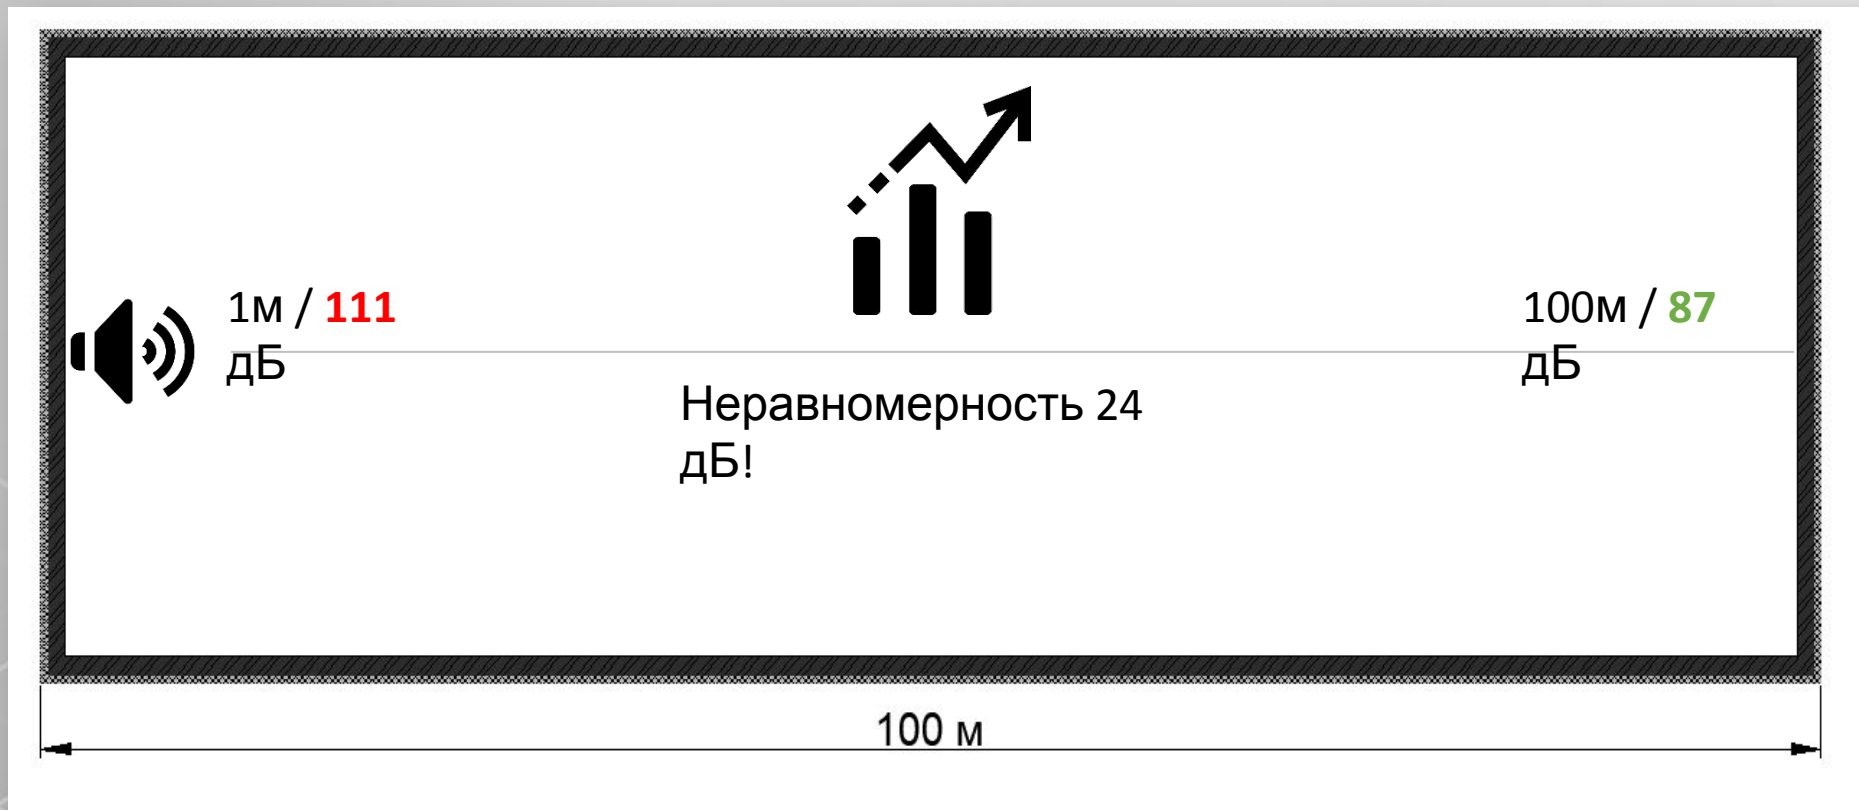 1м / 111
дБ
100м / 87
дБ
Неравномерность 24
дБ!
100 м